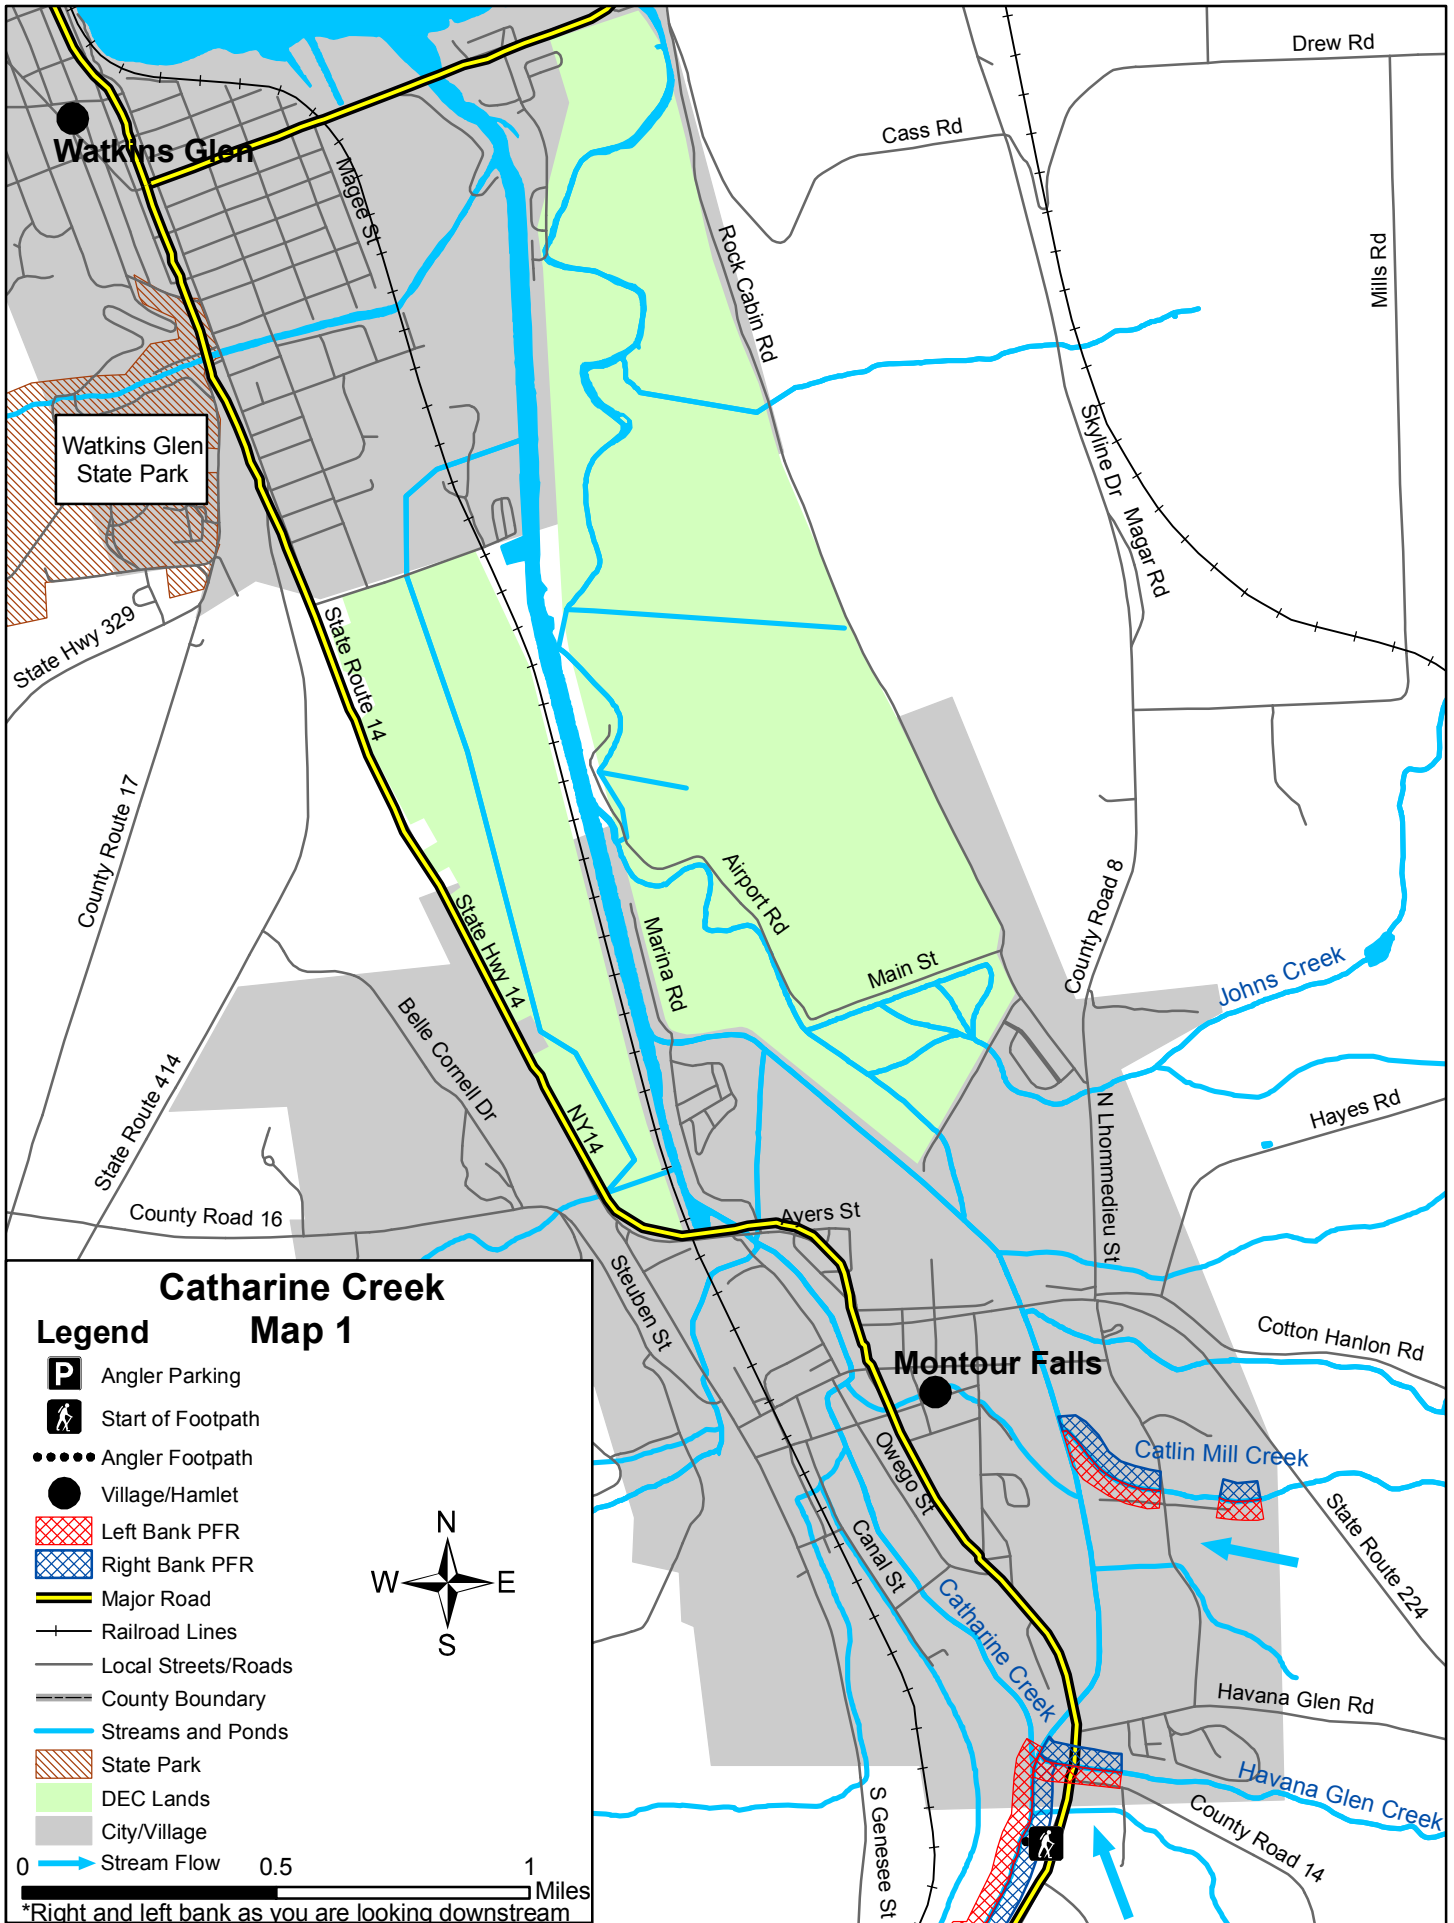 Drew Rd
Cass Rd
Watkins Glen
Magee St
Rock Cabin Rd
Mills Rd
Watkins Glen
State Park
Skyline Dr
Magar Rd
State Hwy 329
State Route 14
County Route 17
Airport Rd
County Road 8
State Hwy 14
Marina Rd
Main St
Johns Creek
Belle Cornell Dr
State Route 414
NY14
N Lhommedieu St
Hayes Rd
County Road 16
Ayers St
Steuben St
Cotton Hanlon Rd
Montour Falls
Catlin Mill Creek
Owego St
Canal St
State Route 224
Catharine Creek
Havana Glen Rd
Havana Glen Creek
County Road 14
S Genesee St
Catharine Creek
Map 1
Legend
P Angler Parking
Start of Footpath
Angler Footpath
Village/Hamlet
Left Bank PFR
Right Bank PFR
Major Road
Railroad Lines
Local Streets/Roads
County Boundary
Streams and Ponds
State Park
DEC Lands
City/Village
Stream Flow
N
W E
S
0 0.5 1
Miles
*Right and left bank as you are looking downstream